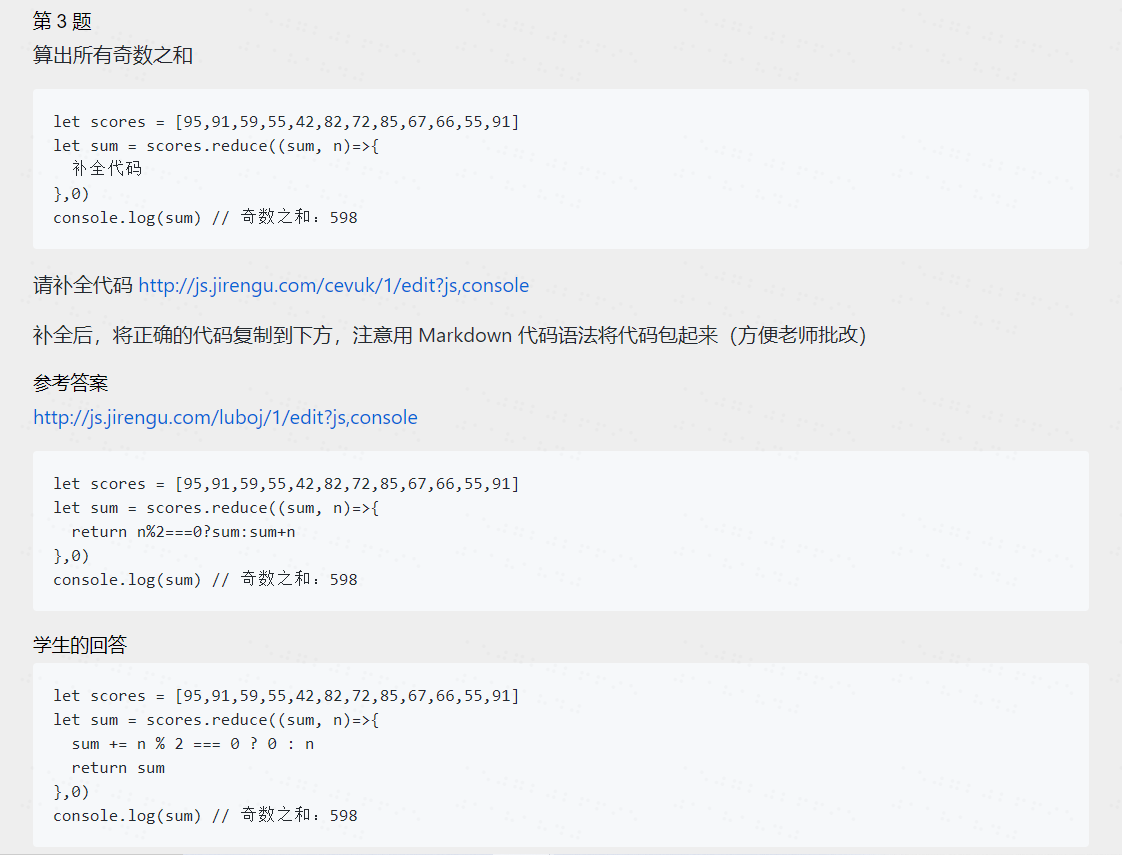 第 3 题
算出所有奇数之和
let scores = [95,91,59,55,42,82,72,85,67,66,55,91]
let sum = scores.reduce((sum, n)=>{
  补全代码
},0)
console.log(sum) // 奇数之和：598
请补全代码 http://js.jirengu.com/cevuk/1/edit?js,console
补全后，将正确的代码复制到下方，注意用 Markdown 代码语法将代码包起来（方便老师批改）
参考答案
http://js.jirengu.com/luboj/1/edit?js,console
let scores = [95,91,59,55,42,82,72,85,67,66,55,91]
let sum = scores.reduce((sum, n)=>{
  return n%2===0?sum:sum+n
},0)
console.log(sum) // 奇数之和：598
学生的回答
let scores = [95,91,59,55,42,82,72,85,67,66,55,91]
let sum = scores.reduce((sum, n)=>{
  sum += n % 2 === 0 ? 0 : n
  return sum
},0)
console.log(sum) // 奇数之和：598